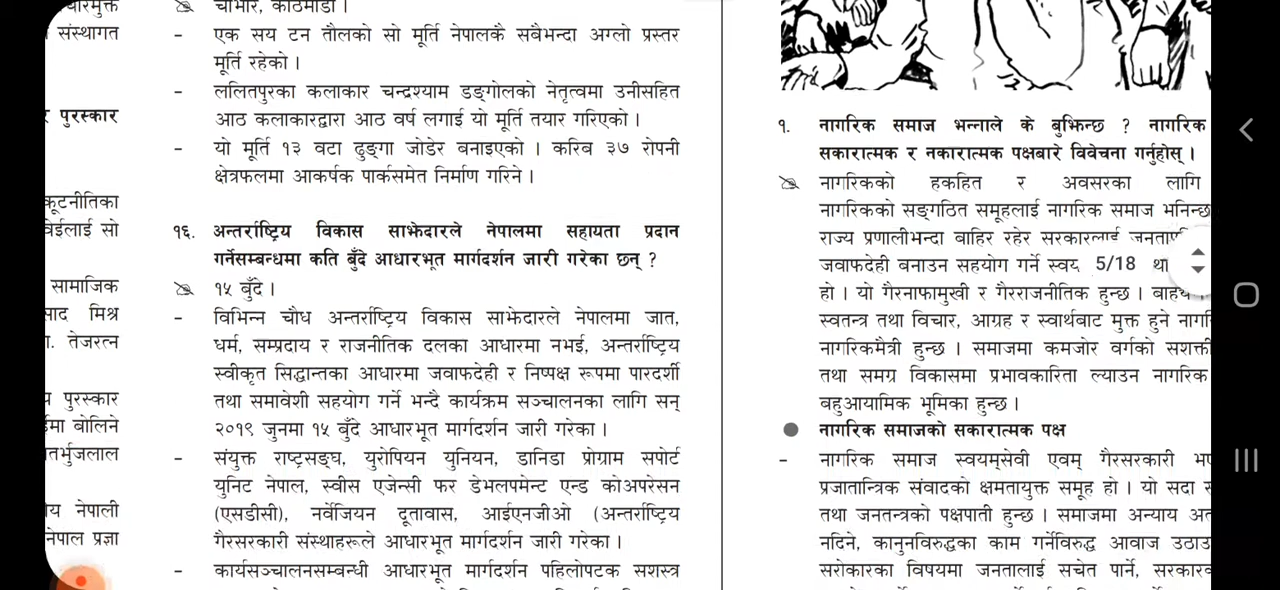 संस्थागत
पुरस्कार
कूटनीतिका
सो
सामाजिक
मिश्र
तेजरत्न
पुरस्कार
बोलिने
नेपाली
नेपाल प्रज्ञा
चोभार, काठमाडौँ ।
- एक सय टन तौलको सो मूर्ति नेपालकै सबैभन्दा अग्लो प्रस्तर
मूर्ति रहेको ।
- ललितपुरका कलाकार चन्द्रश्याम डङ्गोलको नेतृत्वमा उनीसहित
आठ कलाकारद्वारा आठ वर्ष लगाई यो मूर्ति तयार गरिएको ।
- यो मूर्ति १३ वटा ढुङ्गा जोडेर बनाइएको । करिब ३७ रोपनी
क्षेत्रफलमा आकर्षक पार्कसमेत निर्माण गरिने ।
१६. अन्तर्राष्ट्रिय विकास साझेदारले नेपालमा सहायता प्रदान
गर्नेसम्बन्धमा कति बुँदे आधारभूत मार्गदर्शन जारी गरेका छन् ?
१५ बुँदे ।
- विभिन्न चौध अन्तर्राष्ट्रिय विकास साझेदारले नेपालमा जात,
धर्म, सम्प्रदाय र राजनीतिक दलका आधारमा नभई, अन्तर्राष्ट्रिय
स्वीकृत सिद्धान्तका आधारमा जवाफदेही र निष्पक्ष रूपमा पारदर्शी
तथा समावेशी सहयोग गर्ने भन्दै कार्यक्रम सञ्चालनका लागि सन्
२०१९ जुनमा १५ बुँदे आधारभूत मार्गदर्शन जारी गरेका ।
- संयुक्त राष्ट्रसङ्घ, युरोपियन युनियन, डानिडा प्रोग्राम सपोर्ट
युनिट नेपाल, स्वीस एजेन्सी फर डेभलपमेन्ट एन्ड कोअपरेसन
(एसडीसी), नर्वेजियन दूतावास, आईएनजीओ (अन्तर्राष्ट्रिय
गैरसरकारी संस्थाहरूले आधारभूत मार्गदर्शन जारी गरेका ।
- कार्यसञ्चालनसम्बन्धी आधारभूत मार्गदर्शन पहिलोपटक सशस्त्र
१. नागरिक समाज भन्नाले के बुझिन्छ ? नागरिक
सकारात्मक र नकारात्मक पक्षबारे विवेचना गर्नुहोस् ।
नागरिकको हकहित र अवसरका लागि
नागरिकको सङ्गठित समूहलाई नागरिक समाज भनिन्छ
राज्य प्रणालीभन्दा बाहिर रहेर सरकारलाई
जवाफदेही बनाउन सहयोग गर्ने 5/18
हो । यो गैरनाफामुखी र गैरराजनीतिक हुन्छ ।
स्वतन्त्र तथा विचार, आग्रह र स्वार्थबाट मुक्त हुने
नागरिकमैत्री हुन्छ । समाजमा कमजोर वर्गको
तथा समग्र विकासमा प्रभावकारिता ल्याउन नागरिक
बहुआयामिक भूमिका हुन्छ ।
● नागरिक समाजको सकारात्मक पक्ष
- नागरिक समाज स्वयम्‌सेवी एवम् गैरसरकारी
प्रजातान्त्रिक संवादको क्षमतायुक्त समूह हो । यो सदा
तथा जनतन्त्रको पक्षपाती हुन्छ । समाजमा अन्याय
नदिने, कानुनविरुद्धका काम गर्नेविरुद्ध आवाज
सरोकारका विषयमा जनतालाई सचेत पार्ने,